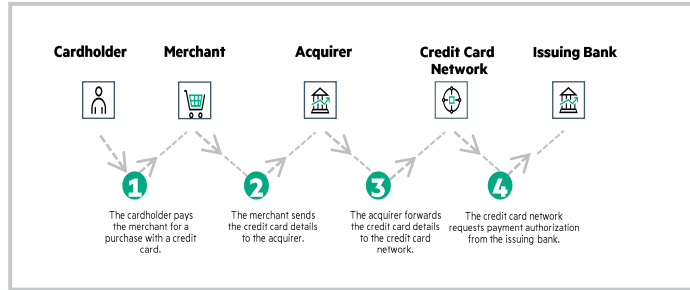 Cardholder
Merchant
Acquirer
Credit Card
Network
Issuing Bank
1
2
3
4
The cardholder pays
the merchant for a
purchase with a credit
card.
The merchant sends
the credit card details
to the acquirer.
The acquirer forwards
the credit card details
to the credit card
network.
The credit card network
requests payment authorization
from the issuing bank.